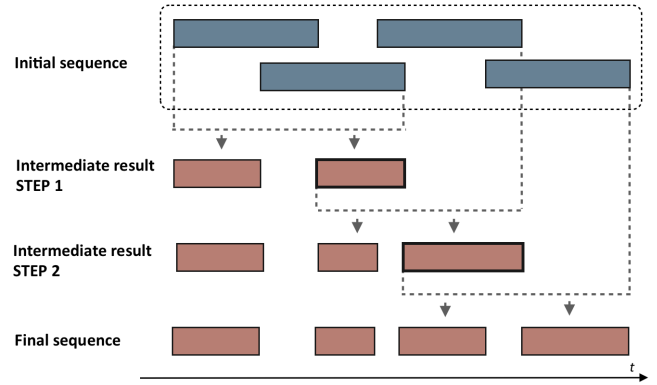 Initial sequence
Intermediate result
STEP 1
Intermediate result
STEP 2
Final sequence
t